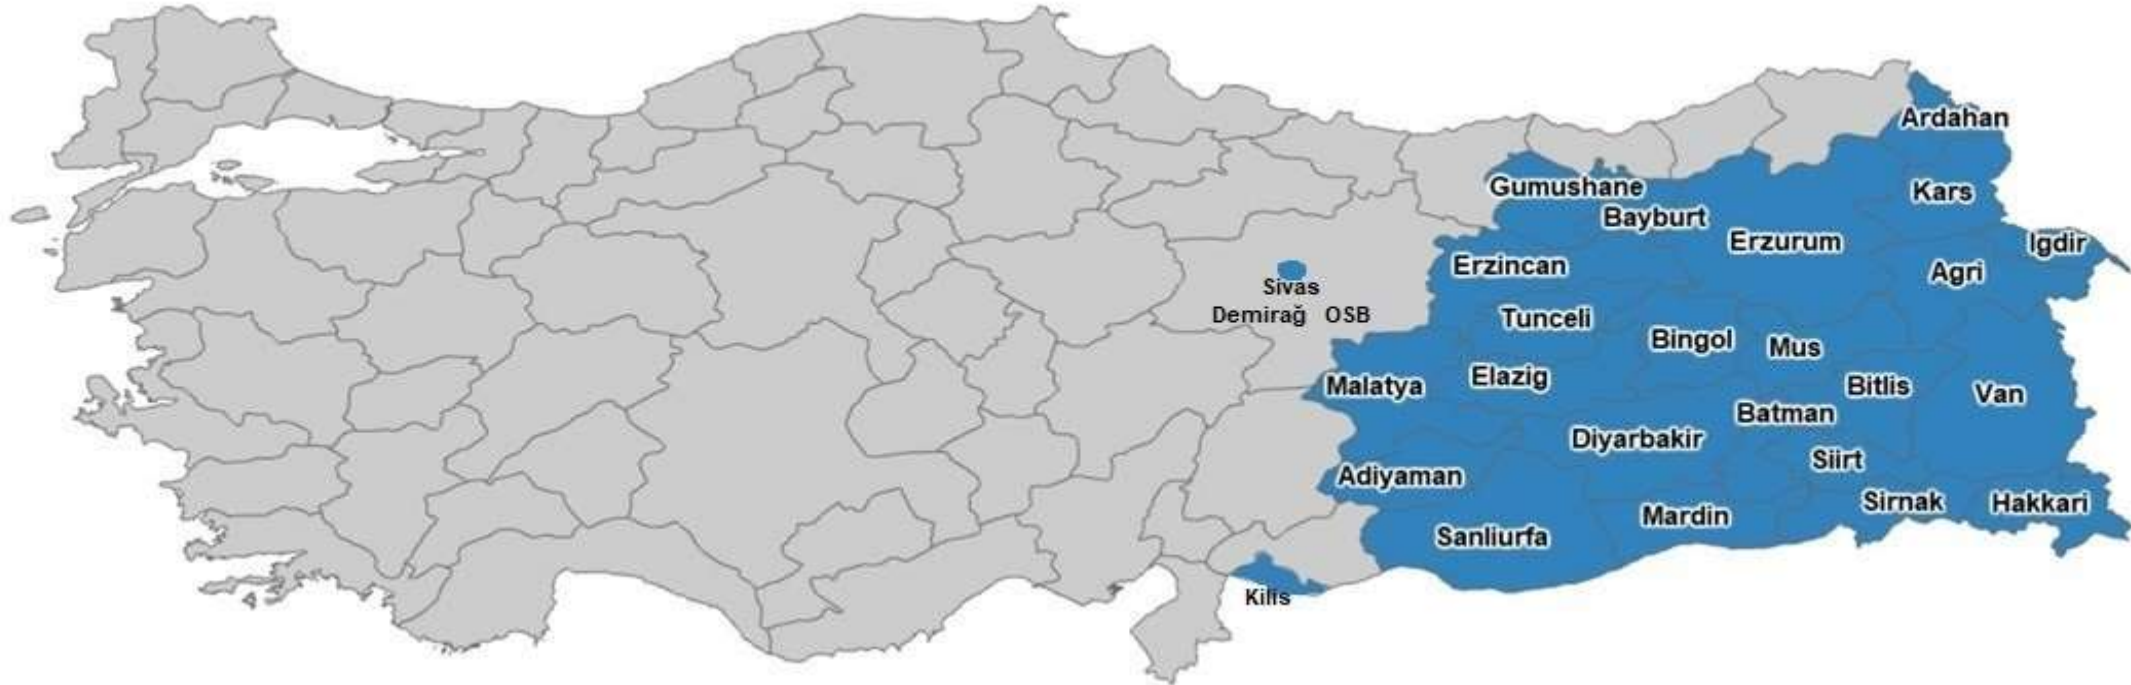 Ardahan
Gumushane
Kars
Bayburt
Erzurum
Igdir
Erzincan
Agri
Sivas
Demirağ OSB
Tunceli
Bingol
Mus
Malatya
Elazig
Bitlis
Van
Batman
Diyarbakir
Siirt
Adiyaman
Sirnak
Hakkari
Mardin
Sanliurfa
Kilis